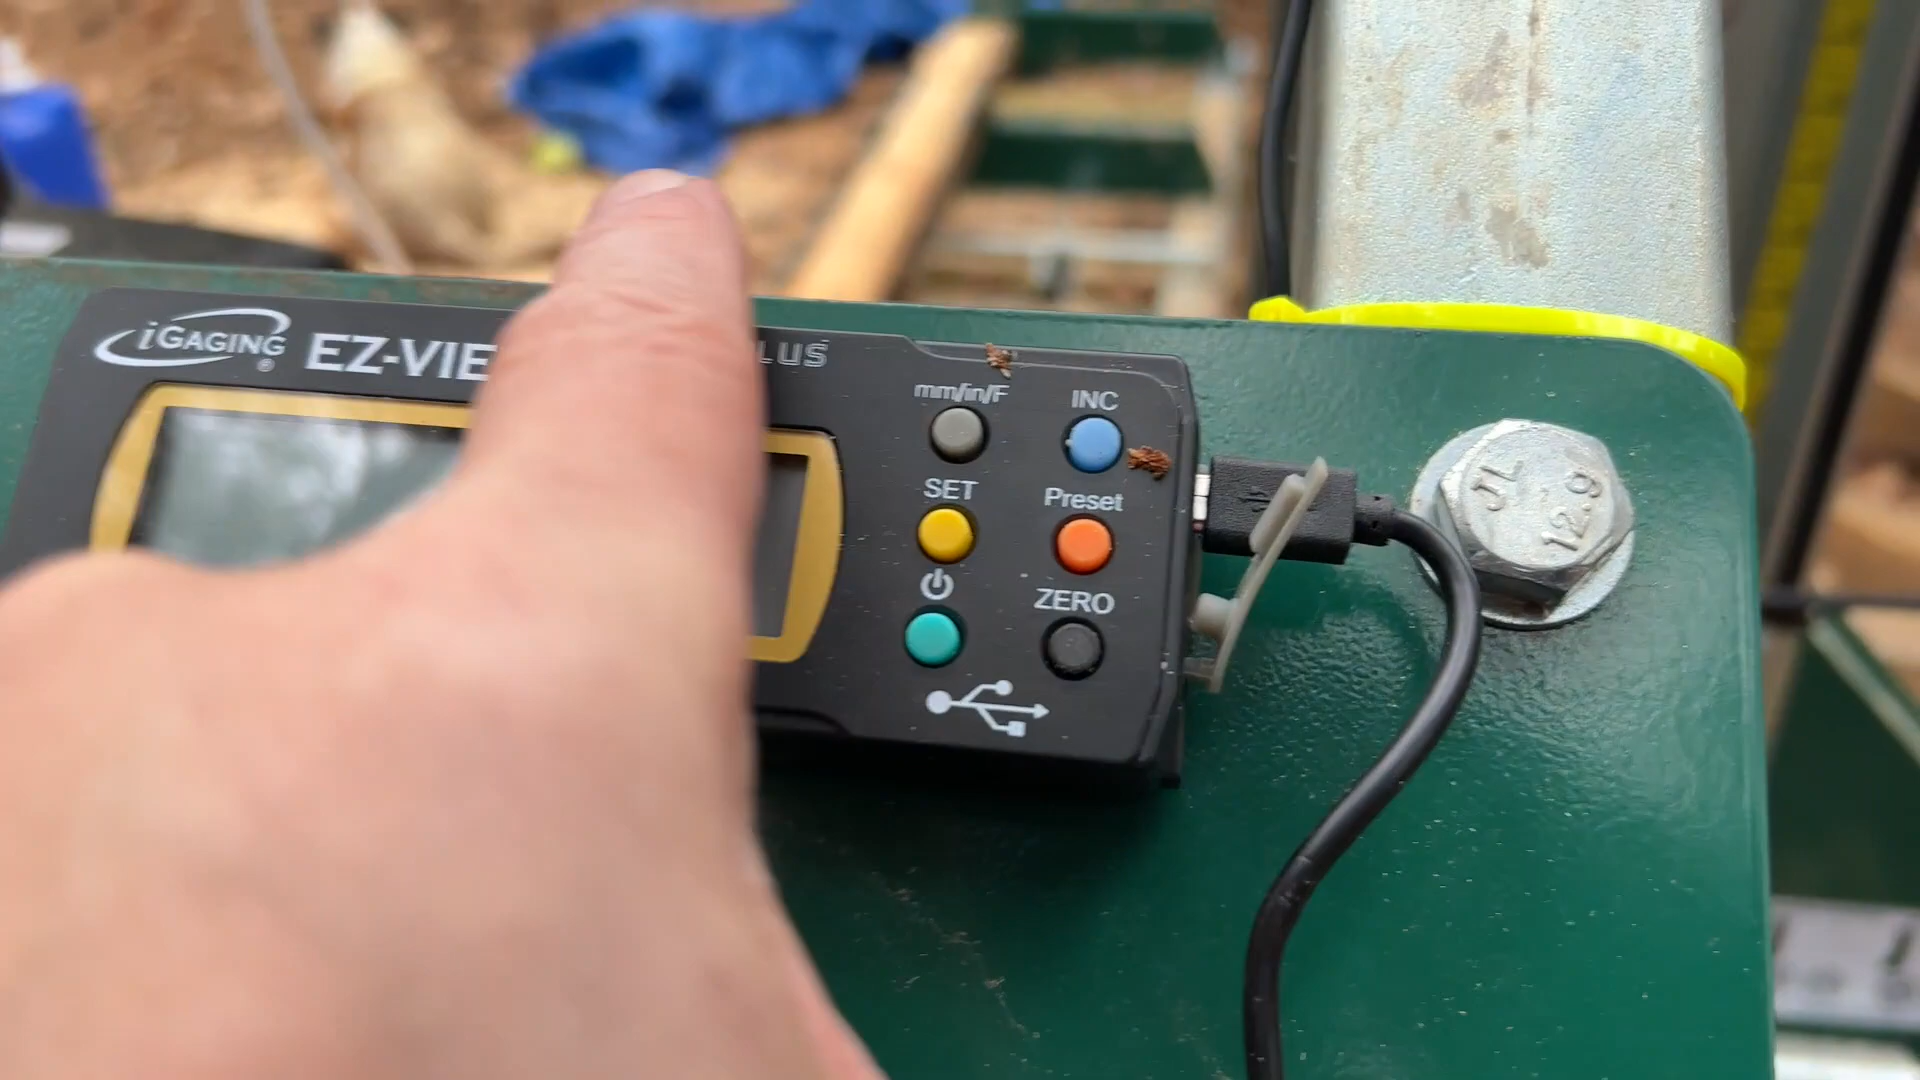 iGAGING
®
EZ-VIE
LUS
mm/in/F
INC
SET
Preset
ZERO
JL
12.9